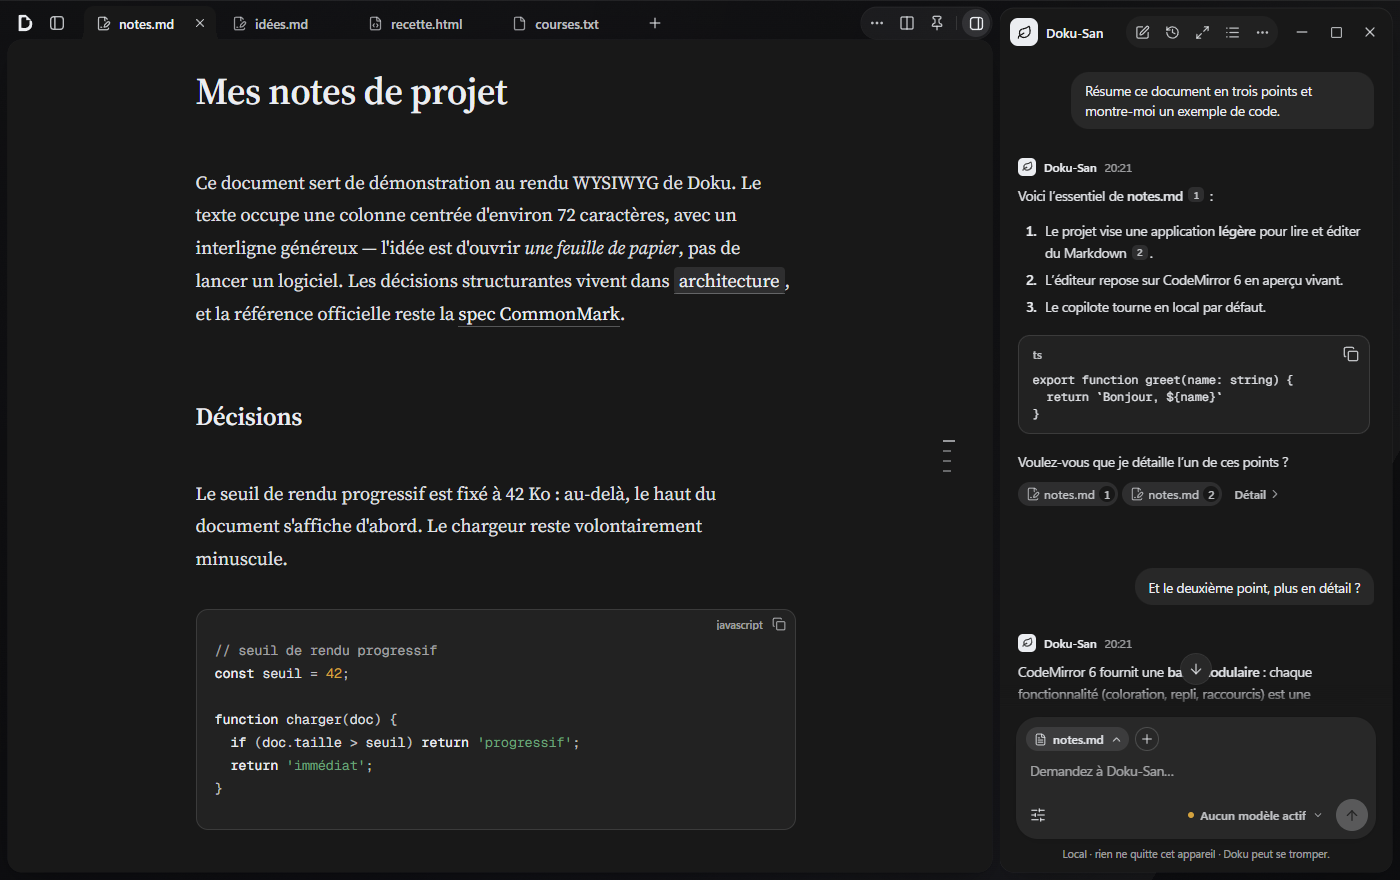 notes.md
idées.md
recette.html
courses.txt
Mes notes de projet
Ce document sert de démonstration au rendu WYSIWYG de Doku. Le
texte occupe une colonne centrée d'environ 72 caractères, avec un
interligne généreux — l'idée est d'ouvrir une feuille de papier, pas de
lancer un logiciel. Les décisions structurantes vivent dans architecture,
et la référence officielle reste la spec CommonMark.
Décisions
Le seuil de rendu progressif est fixé à 42 Ko : au-delà, le haut du
document s'affiche d'abord. Le chargeur reste volontairement
minuscule.
javascript
// seuil de rendu progressif
const seuil = 42;
function charger(doc) {
  if (doc.taille > seuil) return 'progressif';
  return 'immédiat';
}
Doku-San
Résume ce document en trois points et
montre-moi un exemple de code.
Doku-San 20:21
Voici l’essentiel de notes.md 1 :
1. Le projet vise une application légère pour lire et éditer
du Markdown 2 .
2. L’éditeur repose sur CodeMirror 6 en aperçu vivant.
3. Le copilote tourne en local par défaut.
ts
export function greet(name: string) {
  return `Bonjour, ${name}`
}
Voulez-vous que je détaille l’un de ces points ?
notes.md 1 notes.md 2 Détail
Et le deuxième point, plus en détail ?
Doku-San 20:21
CodeMirror 6 fournit une : chaque
fonctionnalité (coloration, repli, raccourcis) est une
notes.md
Demandez à Doku-San...
Aucun modèle actif
Local · rien ne quitte cet appareil · Doku peut se tromper.